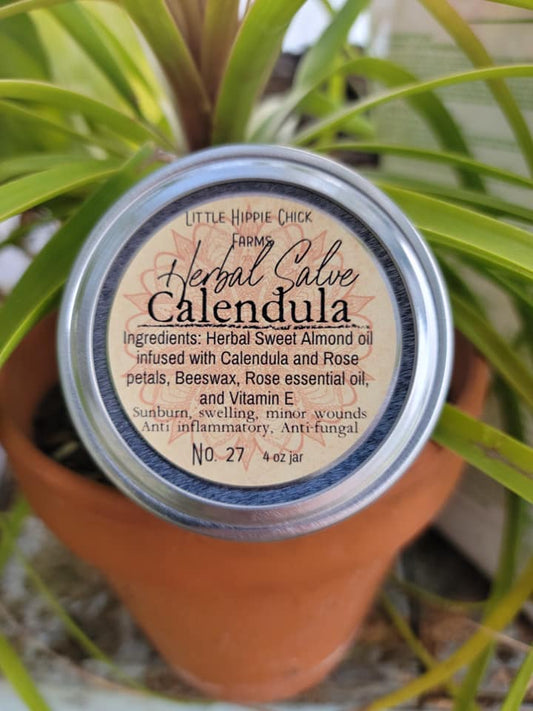 Little Hippie Chick
Farms
Herbal Salve
Calendula
Ingredients: Herbal Sweet Almond oil
infused with Calendula and Rose
petals, Beeswax, Rose essential oil,
and Vitamin E
Sunburn, swelling, minor wounds
Anti inflammatory, Anti-fungal
No. 27 4 oz jar